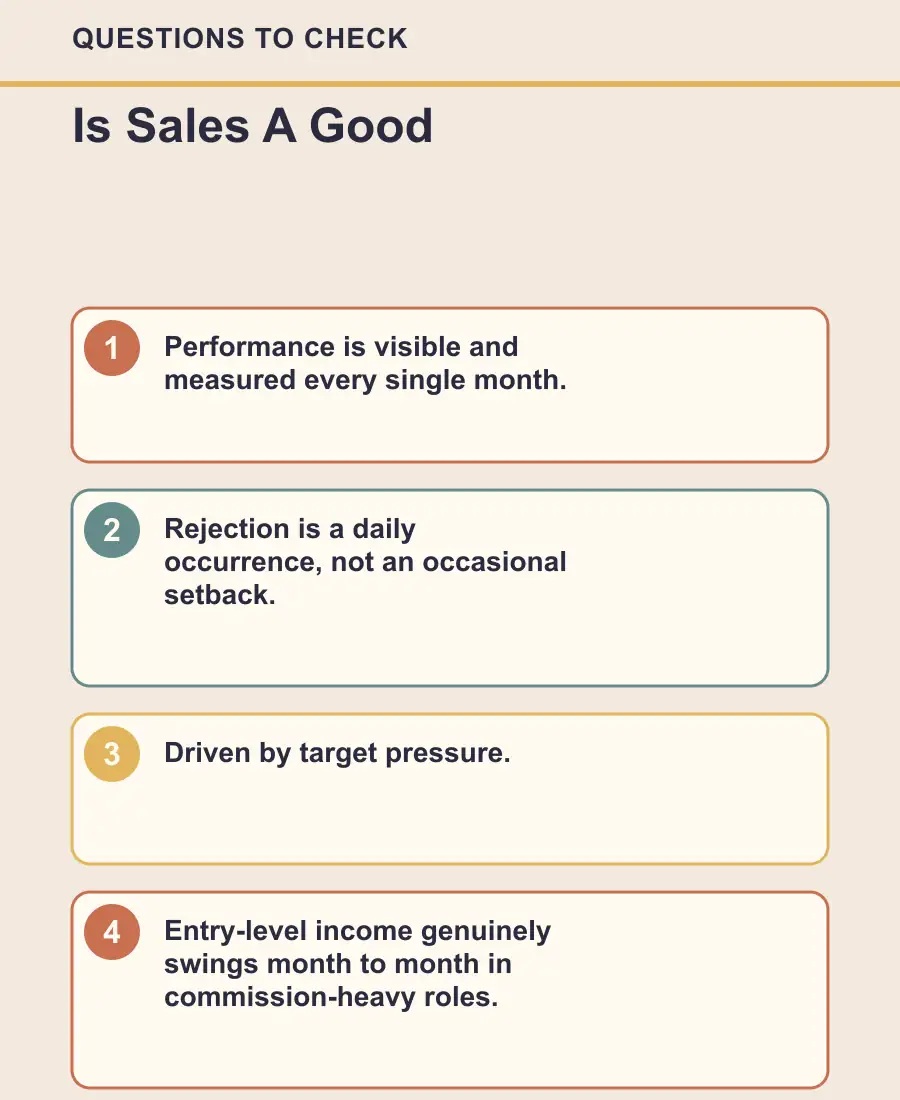 QUESTIONS TO CHECK
Is Sales A Good
1
Performance is visible and
measured every single month.
2
Rejection is a daily
occurrence, not an occasional
setback.
3
Driven by target pressure.
4
Entry-level income genuinely
swings month to month in
commission-heavy roles.